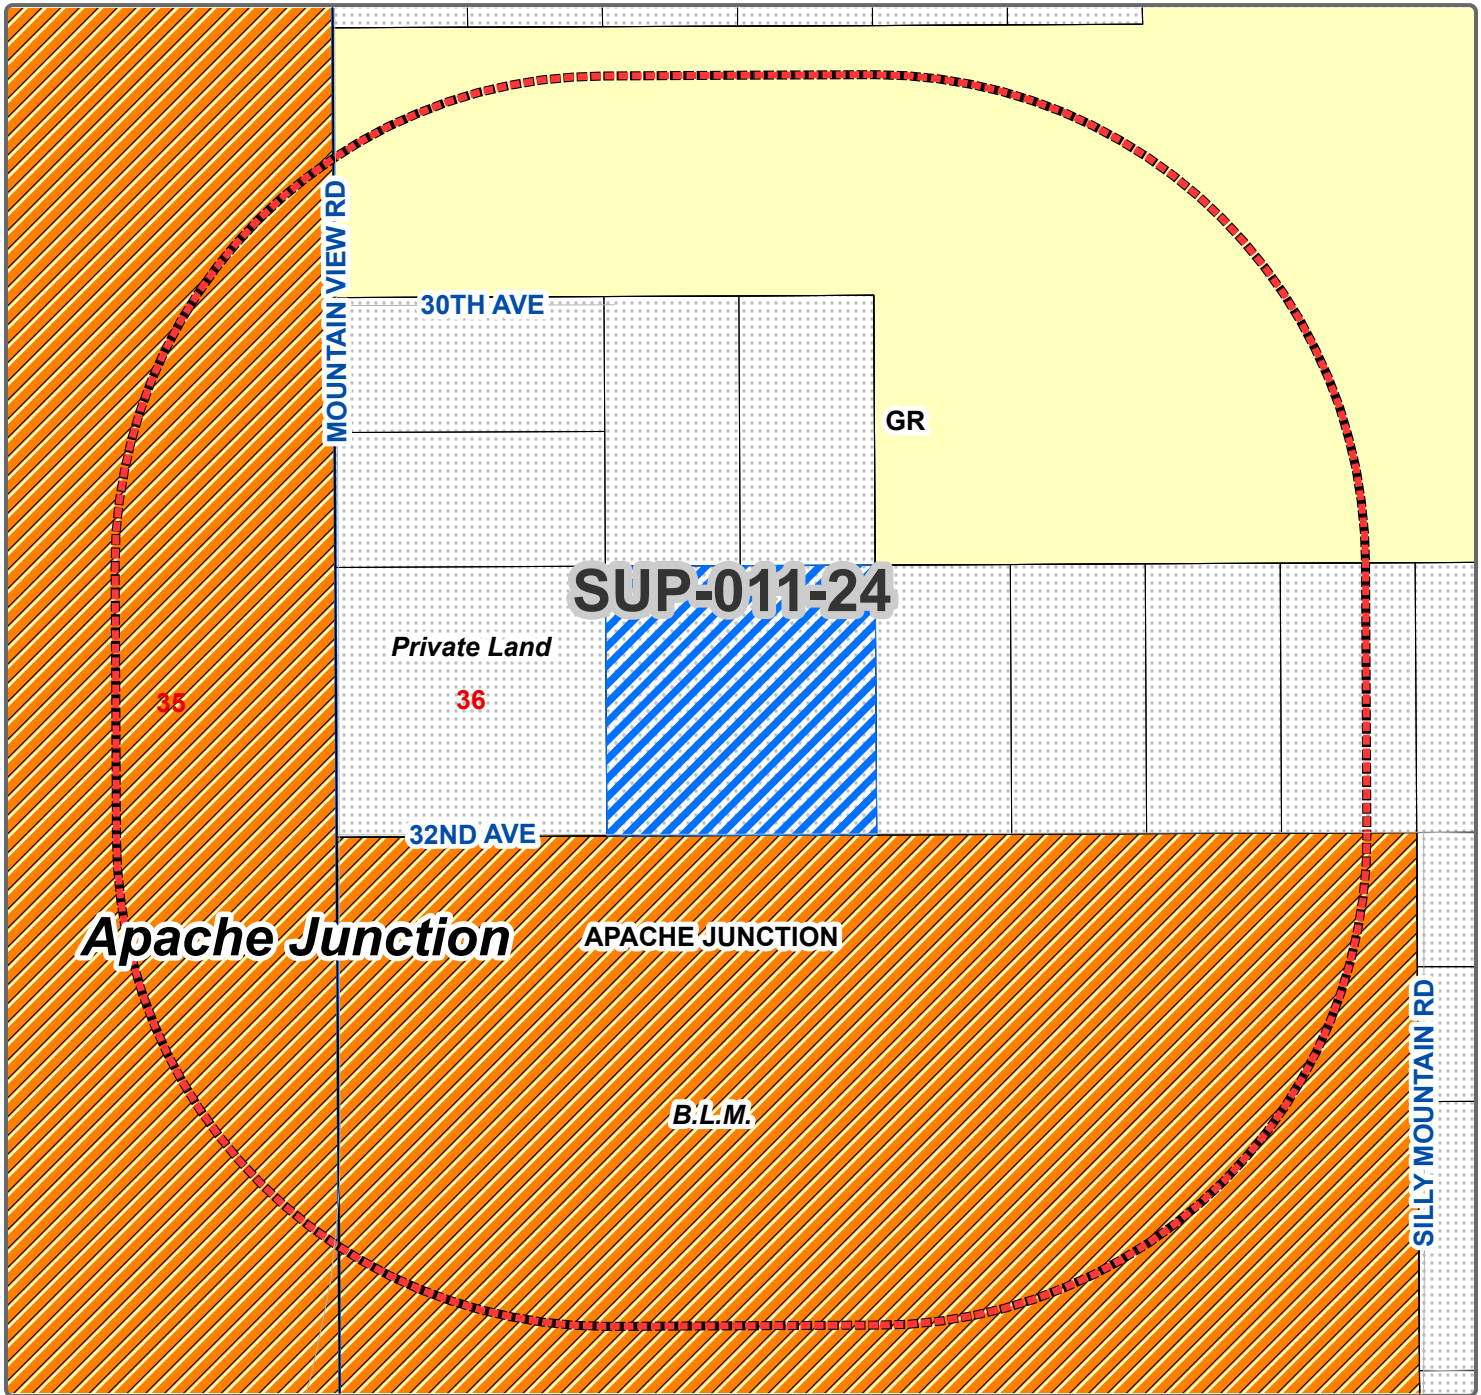 MOUNTAIN VIEW RD
30TH AVE
GR
SUP-011-24
Private Land
35
36
32ND AVE
Apache Junction
APACHE JUNCTION
SILLY MOUNTAIN RD
B.L.M.